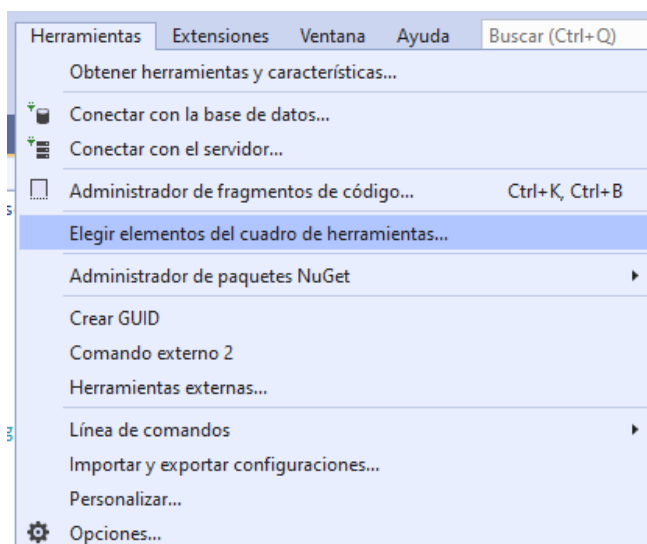 Herramientas Extensiones Ventana Ayuda Buscar (Ctrl+Q)
Obtener herramientas y características...
Conectar con la base de datos...
Conectar con el servidor...
Administrador de fragmentos de código... Ctrl+K, Ctrl+B
Elegir elementos del cuadro de herramientas...
Administrador de paquetes NuGet
Crear GUID
Comando externo 2
Herramientas externas...
Línea de comandos
Importar y exportar configuraciones...
Personalizar...
Opciones...